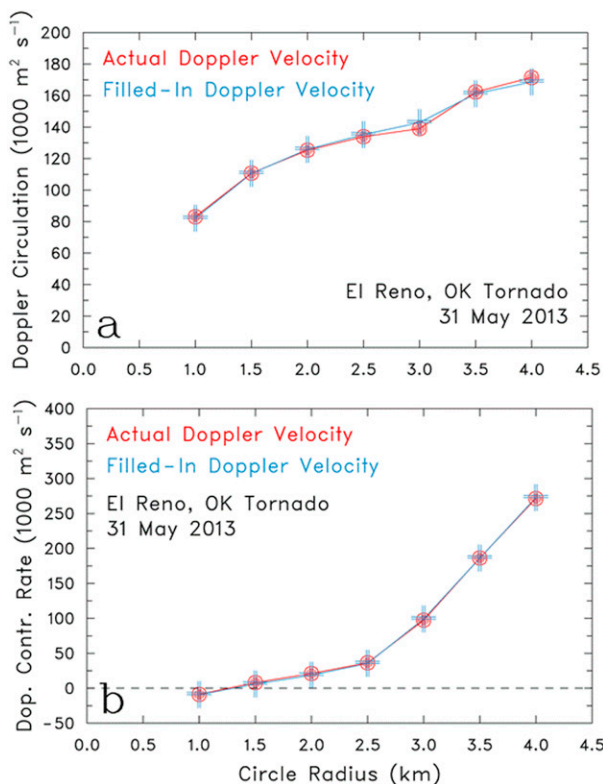 200
180
160
140
120
100
80
60
40
20
0
Doppler Circulation (1000 m² s⁻¹)
Actual Doppler Velocity
Filled-In Doppler Velocity
El Reno, OK Tornado
31 May 2013
a
0.0 0.5 1.0 1.5 2.0 2.5 3.0 3.5 4.0 4.5
400
350
300
250
200
150
100
50
0
-50
Dop. Contr. Rate (1000 m² s⁻¹)
Actual Doppler Velocity
Filled-In Doppler Velocity
El Reno, OK Tornado
31 May 2013
b
0.0 0.5 1.0 1.5 2.0 2.5 3.0 3.5 4.0 4.5
Circle Radius (km)